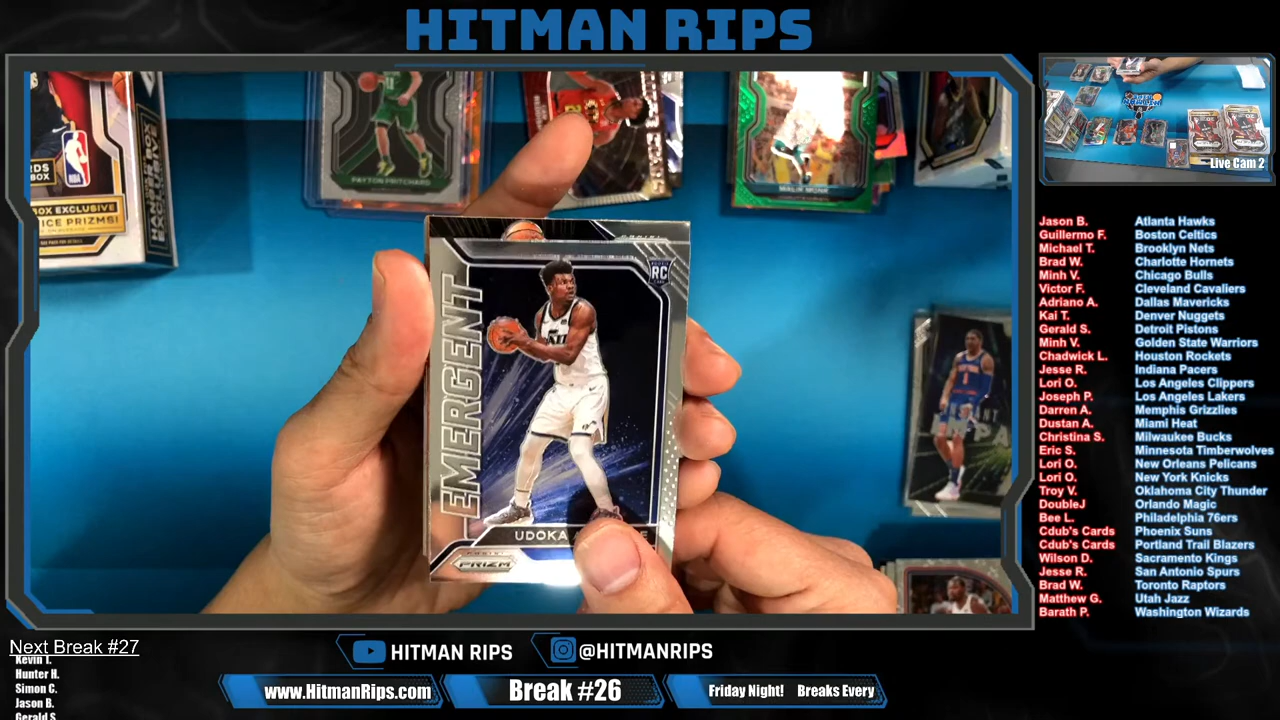 HITMAN RIPS
NBA
BOX EXCLUSIVE
ICE PRIZMS!
PAYTON PRITCHARD
MALIK MONK
Live Cam 2
RC
EMERGENT
UDOKA
PANINI
PRIZM
Jason B. Atlanta Hawks
Guillermo F. Boston Celtics
Michael T. Brooklyn Nets
Brad W. Charlotte Hornets
Minh V. Chicago Bulls
Victor F. Cleveland Cavaliers
Adriano A. Dallas Mavericks
Kai T. Denver Nuggets
Gerald S. Detroit Pistons
Minh V. Golden State Warriors
Chadwick L. Houston Rockets
Jesse R. Indiana Pacers
Lori O. Los Angeles Clippers
Joseph P. Los Angeles Lakers
Darren A. Memphis Grizzlies
Dustan A. Miami Heat
Christina S. Milwaukee Bucks
Eric S. Minnesota Timberwolves
Lori O. New Orleans Pelicans
Lori O. New York Knicks
Troy V. Oklahoma City Thunder
DoubleJ Orlando Magic
Bee L. Philadelphia 76ers
Cdub's Cards Phoenix Suns
Cdub's Cards Portland Trail Blazers
Wilson D. Sacramento Kings
Jesse R. San Antonio Spurs
Brad W. Toronto Raptors
Matthew G. Utah Jazz
Barath P. Washington Wizards
Next Break #27
Kevin T.
Hunter H.
Simon C.
Jason B.
Gerald S.
HITMAN RIPS
@HITMANRIPS
www.HitmanRips.com
Break #26
Friday Night! Breaks Every